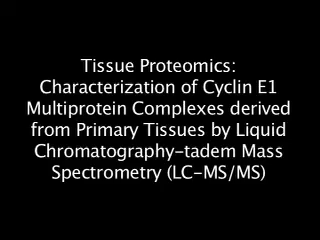 Tissue Proteomics:
Characterization of Cyclin E1
Multiprotein Complexes derived
from Primary Tissues by Liquid
Chromatography-tadem Mass
Spectrometry (LC-MS/MS)